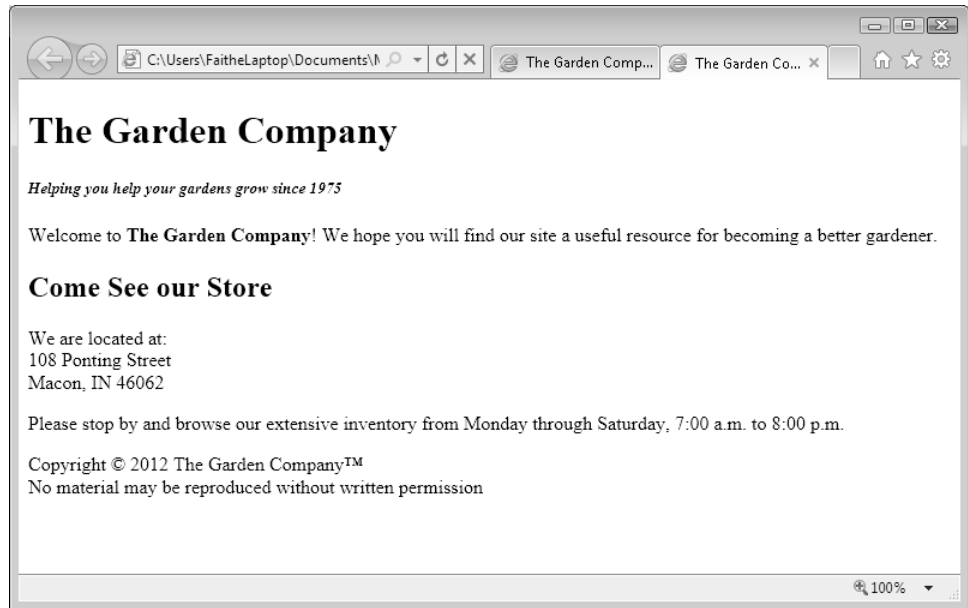 C:\Users\FaitheLaptop\Documents\
The Garden Comp...
The Garden Co...
The Garden Company
Helping you help your gardens grow since 1975
Welcome to The Garden Company! We hope you will find our site a useful resource for becoming a better gardener.
Come See our Store
We are located at:
108 Ponting Street
Macon, IN 46062
Please stop by and browse our extensive inventory from Monday through Saturday, 7:00 a.m. to 8:00 p.m.
Copyright © 2012 The Garden Company™
No material may be reproduced without written permission
100%